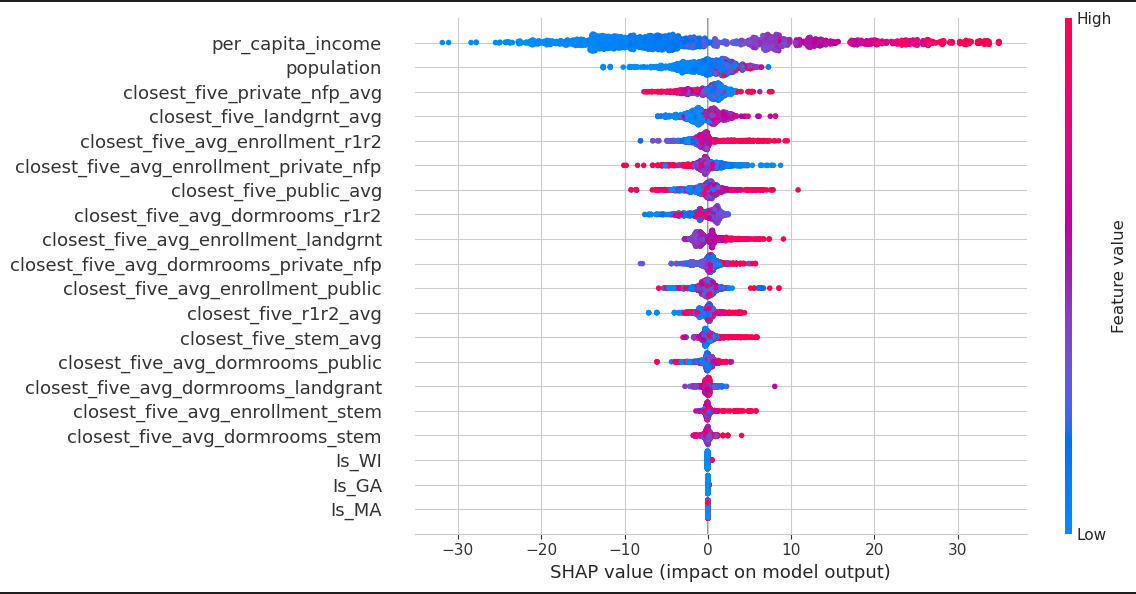 High
per_capita_income
population
closest_five_private_nfp_avg
closest_five_landgrnt_avg
closest_five_avg_enrollment_r1r2
closest_five_avg_enrollment_private_nfp
closest_five_public_avg
closest_five_avg_dormrooms_r1r2
closest_five_avg_enrollment_landgrnt
closest_five_avg_dormrooms_private_nfp
closest_five_avg_enrollment_public
closest_five_r1r2_avg
closest_five_stem_avg
closest_five_avg_dormrooms_public
closest_five_avg_dormrooms_landgrant
closest_five_avg_enrollment_stem
closest_five_avg_dormrooms_stem
Is_WI
Is_GA
Is_MA
Feature value
Low
−30 −20 −10 0 10 20 30
SHAP value (impact on model output)